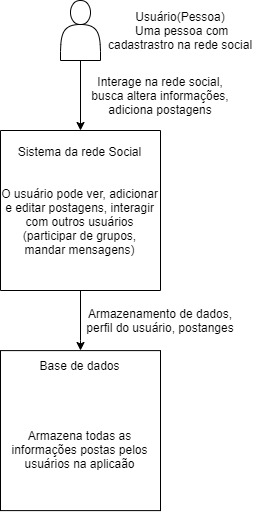 Usuário(Pessoa)
Uma pessoa com
cadastrastro na rede social
Interage na rede social,
busca altera informações,
adiciona postagens
Sistema da rede Social
O usuário pode ver, adicionar
e editar postagens, interagir
com outros usuários
(participar de grupos,
mandar mensagens)
Armazenamento de dados,
perfil do usuário, postanges
Base de dados
Armazena todas as
informações postas pelos
usuários na aplicaão